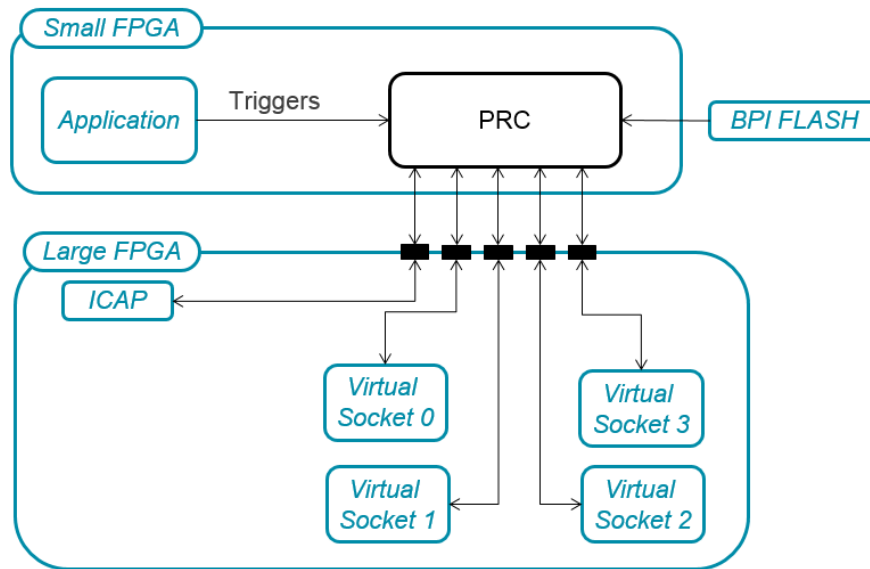 Small FPGA
Application
Triggers
PRC
BPI FLASH
Large FPGA
ICAP
Virtual
Socket 0
Virtual
Socket 3
Virtual
Socket 1
Virtual
Socket 2